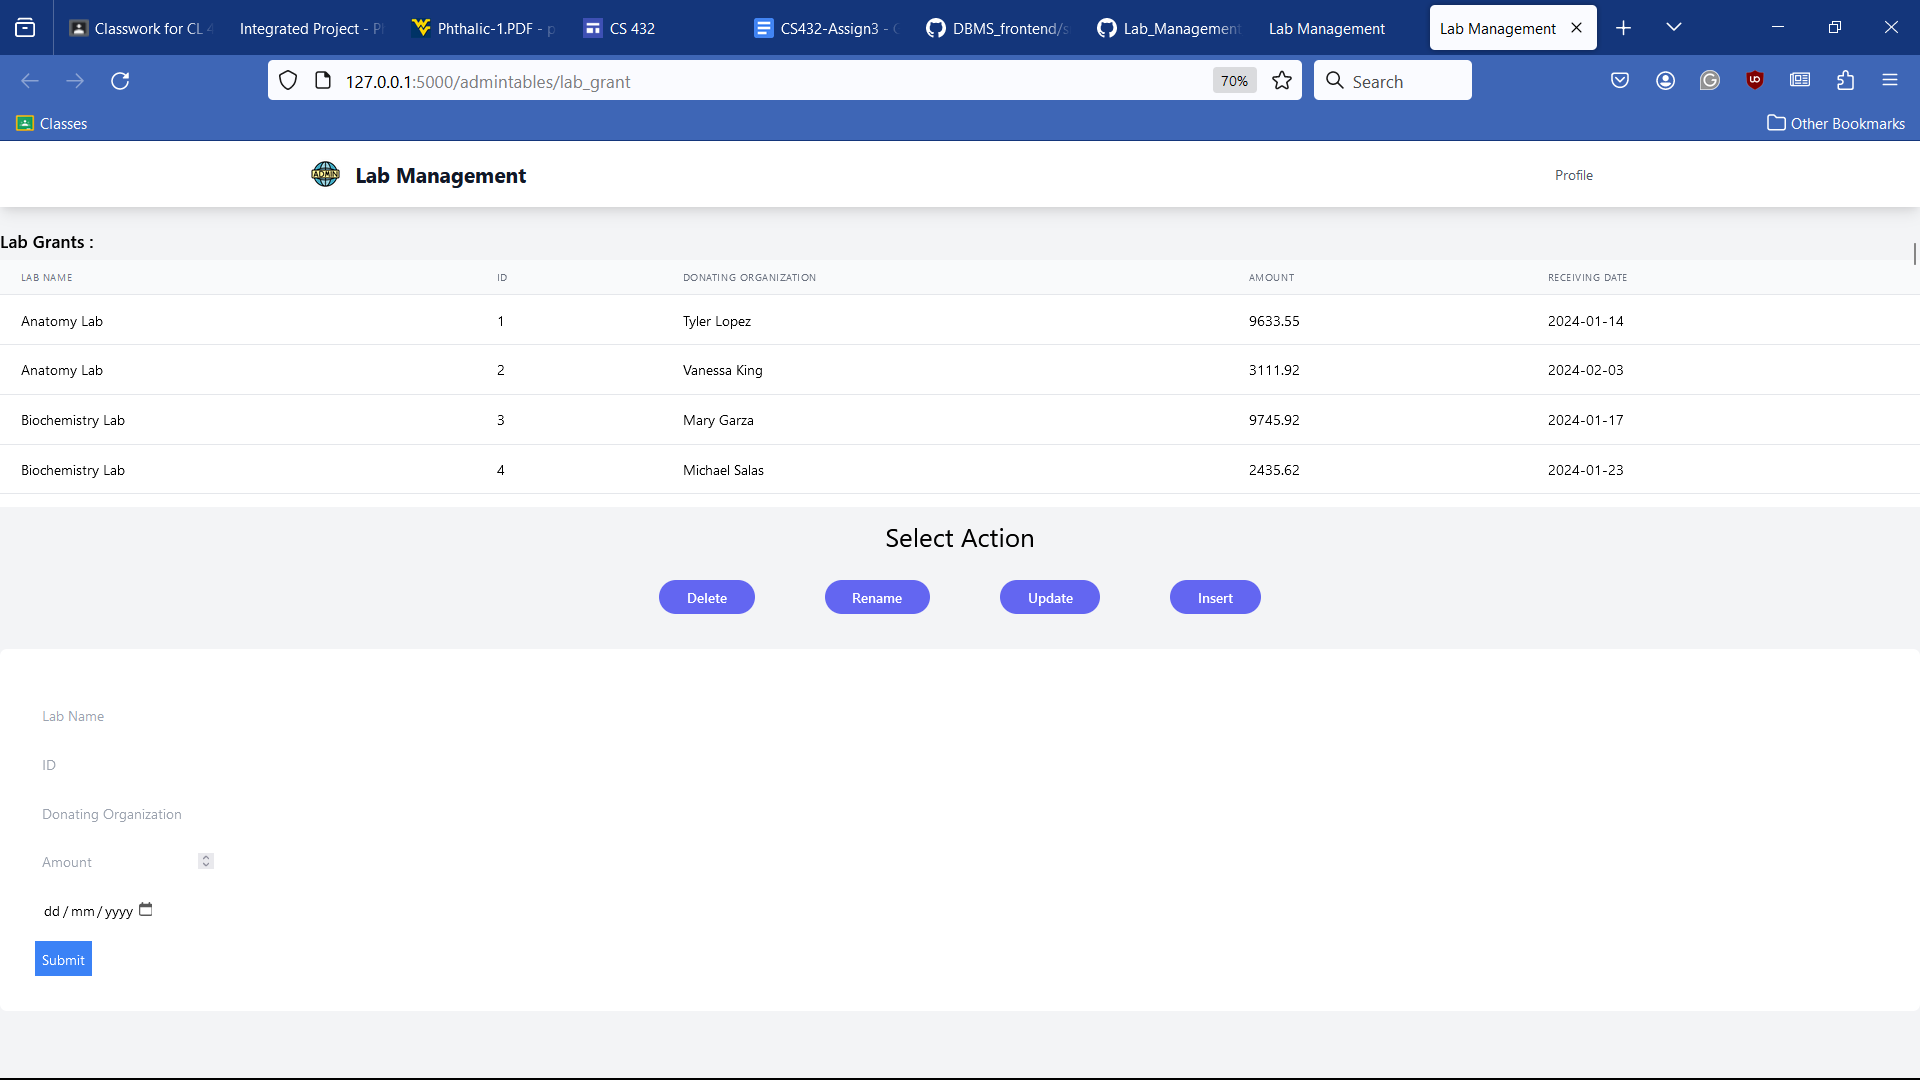 Classwork for CL 4
Integrated Project - P
Phthalic-1.PDF - p
CS 432
CS432-Assign3 - G
DBMS_frontend/s
Lab_Management
Lab Management
Lab Management
127.0.0.1:5000/admintables/lab_grant
70%
Search
Classes
Other Bookmarks
ADMIN
Lab Management
Profile
Lab Grants :
LAB NAME ID DONATING ORGANIZATION AMOUNT RECEIVING DATE
Anatomy Lab 1 Tyler Lopez 9633.55 2024-01-14
Anatomy Lab 2 Vanessa King 3111.92 2024-02-03
Biochemistry Lab 3 Mary Garza 9745.92 2024-01-17
Biochemistry Lab 4 Michael Salas 2435.62 2024-01-23
Select Action
Delete Rename Update Insert
Lab Name
ID
Donating Organization
Amount
dd/mm/yyyy
Submit